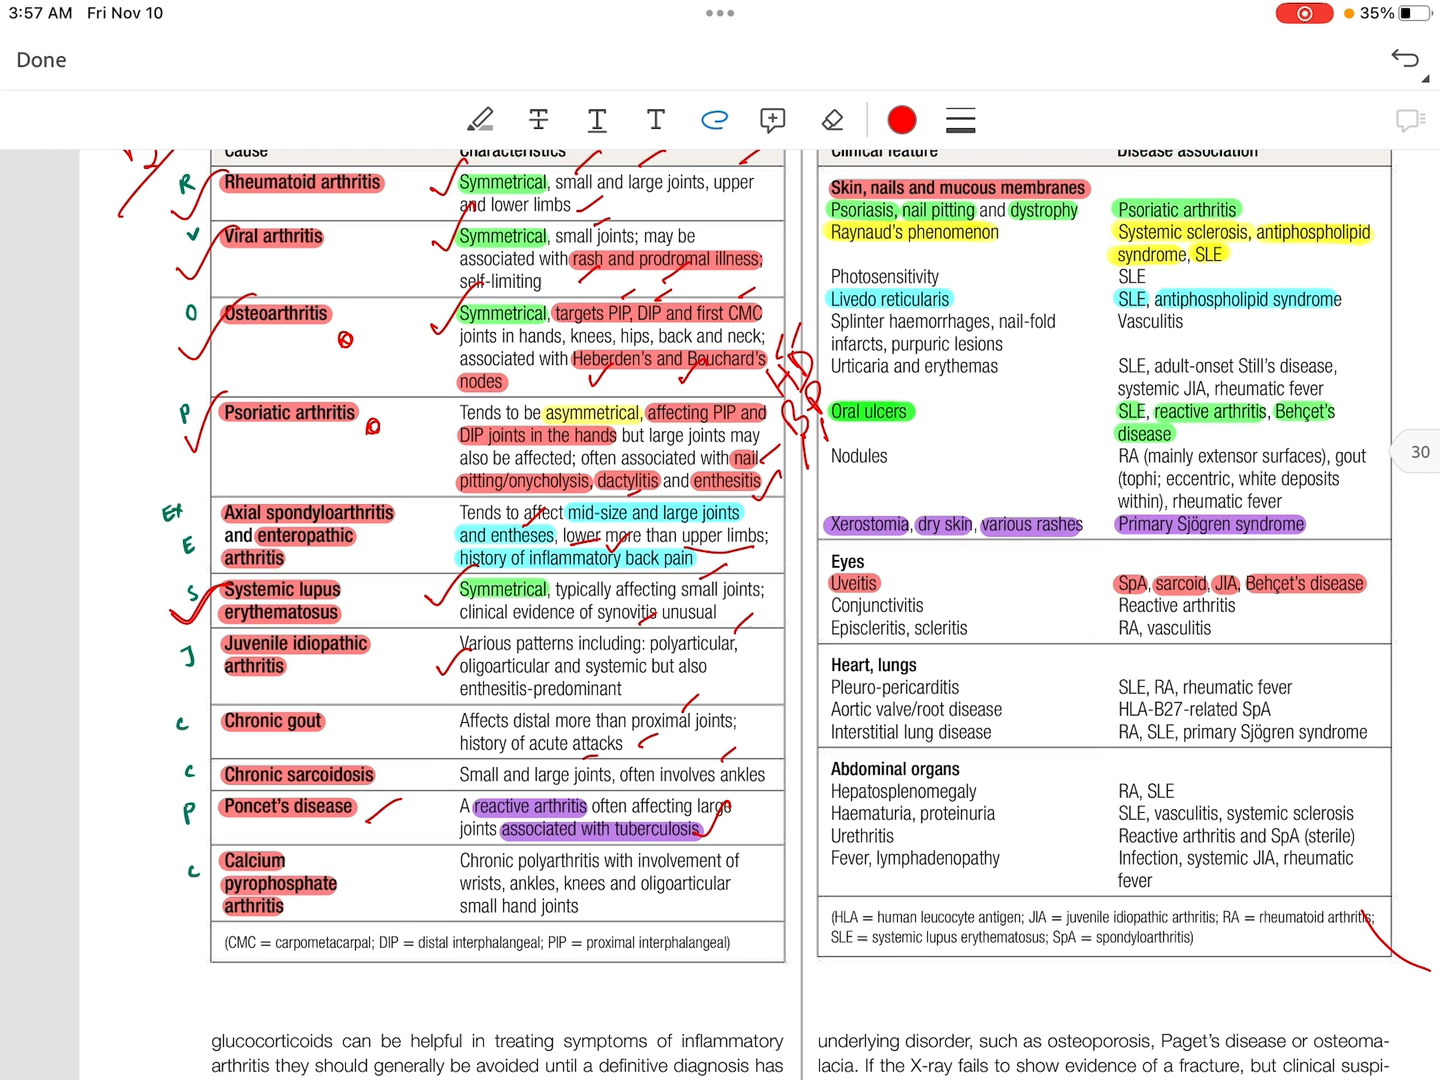 3:57 AM Fri Nov 10
35%
Done
Cause Characteristics
R Rheumatoid arthritis Symmetrical, small and large joints, upper
and lower limbs
V Viral arthritis Symmetrical, small joints; may be
associated with rash and prodromal illness;
self-limiting
O Osteoarthritis Symmetrical, targets PIP, DIP and first CMC
joints in hands, knees, hips, back and neck;
associated with Heberden's and Bouchard's
nodes
P Psoriatic arthritis Tends to be asymmetrical, affecting PIP and
DIP joints in the hands but large joints may
also be affected; often associated with nail
pitting/onycholysis, dactylitis and enthesitis
Axial spondyloarthritis Tends to affect mid-size and large joints
E and enteropathic and entheses, lower more than upper limbs;
arthritis history of inflammatory back pain
S Systemic lupus Symmetrical, typically affecting small joints;
erythematosus clinical evidence of synovitis unusual
J Juvenile idiopathic Various patterns including: polyarticular,
arthritis oligoarticular and systemic but also
enthesitis-predominant
C Chronic gout Affects distal more than proximal joints;
history of acute attacks
C Chronic sarcoidosis Small and large joints, often involves ankles
P Poncet's disease A reactive arthritis often affecting large
joints associated with tuberculosis
C Calcium Chronic polyarthritis with involvement of
pyrophosphate wrists, ankles, knees and oligoarticular
arthritis small hand joints
(CMC = carpometacarpal; DIP = distal interphalangeal; PIP = proximal interphalangeal)
glucocorticoids can be helpful in treating symptoms of inflammatory
arthritis they should generally be avoided until a definitive diagnosis has
Clinical feature Disease association
Skin, nails and mucous membranes
Psoriasis, nail pitting and dystrophy Psoriatic arthritis
Raynaud's phenomenon Systemic sclerosis, antiphospholipid
syndrome, SLE
Photosensitivity SLE
Livedo reticularis SLE, antiphospholipid syndrome
Splinter haemorrhages, nail-fold Vasculitis
infarcts, purpuric lesions
Urticaria and erythemas SLE, adult-onset Still's disease,
systemic JIA, rheumatic fever
Oral ulcers SLE, reactive arthritis, Behçet's
disease
Nodules RA (mainly extensor surfaces), gout
(tophi; eccentric, white deposits
within), rheumatic fever
Xerostomia, dry skin, various rashes Primary Sjögren syndrome
Eyes
Uveitis SpA, sarcoid, JIA, Behçet's disease
Conjunctivitis Reactive arthritis
Episcleritis, scleritis RA, vasculitis
Heart, lungs
Pleuro-pericarditis SLE, RA, rheumatic fever
Aortic valve/root disease HLA-B27-related SpA
Interstitial lung disease RA, SLE, primary Sjögren syndrome
Abdominal organs
Hepatosplenomegaly RA, SLE
Haematuria, proteinuria SLE, vasculitis, systemic sclerosis
Urethritis Reactive arthritis and SpA (sterile)
Fever, lymphadenopathy Infection, systemic JIA, rheumatic
fever
(HLA = human leucocyte antigen; JIA = juvenile idiopathic arthritis; RA = rheumatoid arthritis;
SLE = systemic lupus erythematosus; SpA = spondyloarthritis)
underlying disorder, such as osteoporosis, Paget's disease or osteoma-
lacia. If the X-ray fails to show evidence of a fracture, but clinical suspi-
30